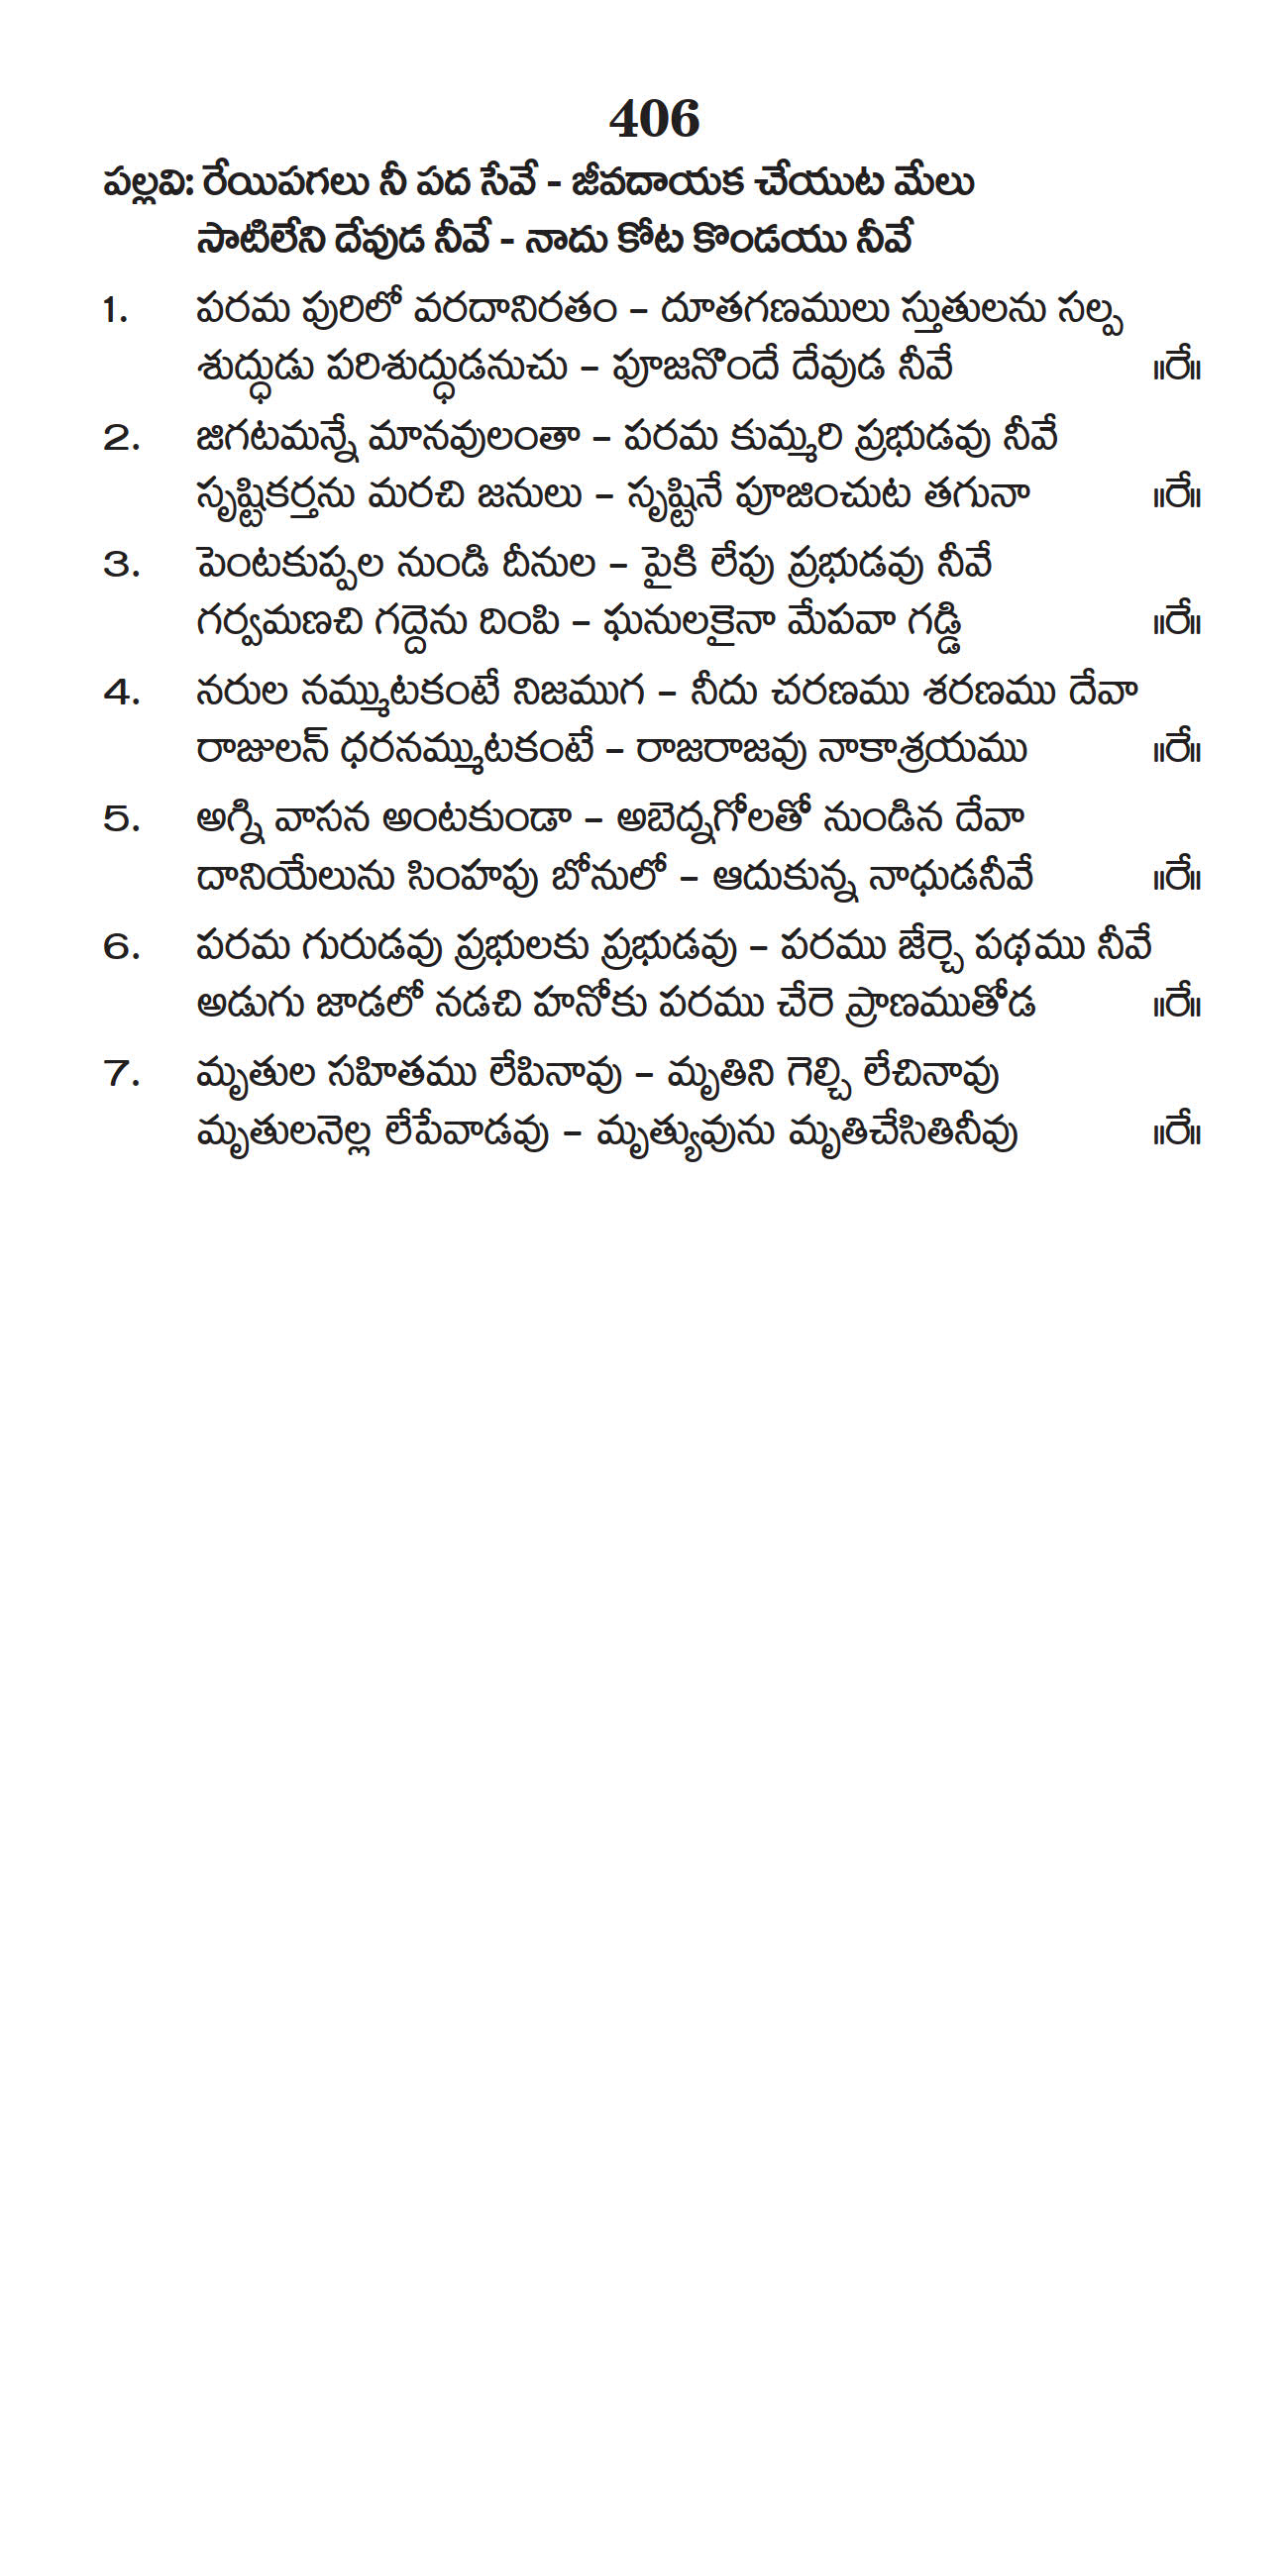 406
పల్లవి: రేయిపగలు నీ పద సేవే - జీవదాయక చేయుట మేలు
సాటిలేని దేవుడ నీవే - నాదు కోట కొండయు నీవే
1. పరమ పురిలో వరదానిరతం – దూతగణములు స్తుతులను సల్ప
శుద్ధుడు పరిశుద్ధుడనుచు – పూజనొందే దేవుడ నీవే ॥రే॥
2. జిగటమన్నే మానవులంతా – పరమ కుమ్మరి ప్రభుడవు నీవే
సృష్టికర్తను మరచి జనులు – సృష్టినే పూజించుట తగునా ॥రే॥
3. పెంటకుప్పల నుండి దీనుల – పైకి లేపు ప్రభుడవు నీవే
గర్వమణచి గద్దెను దింపి – ఘనులకైనా మేపవా గడ్డి ॥రే॥
4. నరుల నమ్ముటకంటే నిజముగ – నీదు చరణము శరణము దేవా
రాజులన్ ధరనమ్ముటకంటే – రాజరాజవు నాకాశ్రయము ॥రే॥
5. అగ్ని వాసన అంటకుండా – అబెద్నగోలతో నుండిన దేవా
దానియేలును సింహపు బోనులో – ఆదుకున్న నాధుడనీవే ॥రే॥
6. పరమ గురుడవు ప్రభులకు ప్రభుడవు – పరము జేర్చె పథము నీవే
అడుగు జాడలో నడచి హనోకు పరము చేరె ప్రాణముతోడ ॥రే॥
7. మృతుల సహితము లేపినావు – మృతిని గెల్చి లేచినావు
మృతులనెల్ల లేపేవాడవు – మృత్యువును మృతిచేసితినీవు ॥రే॥